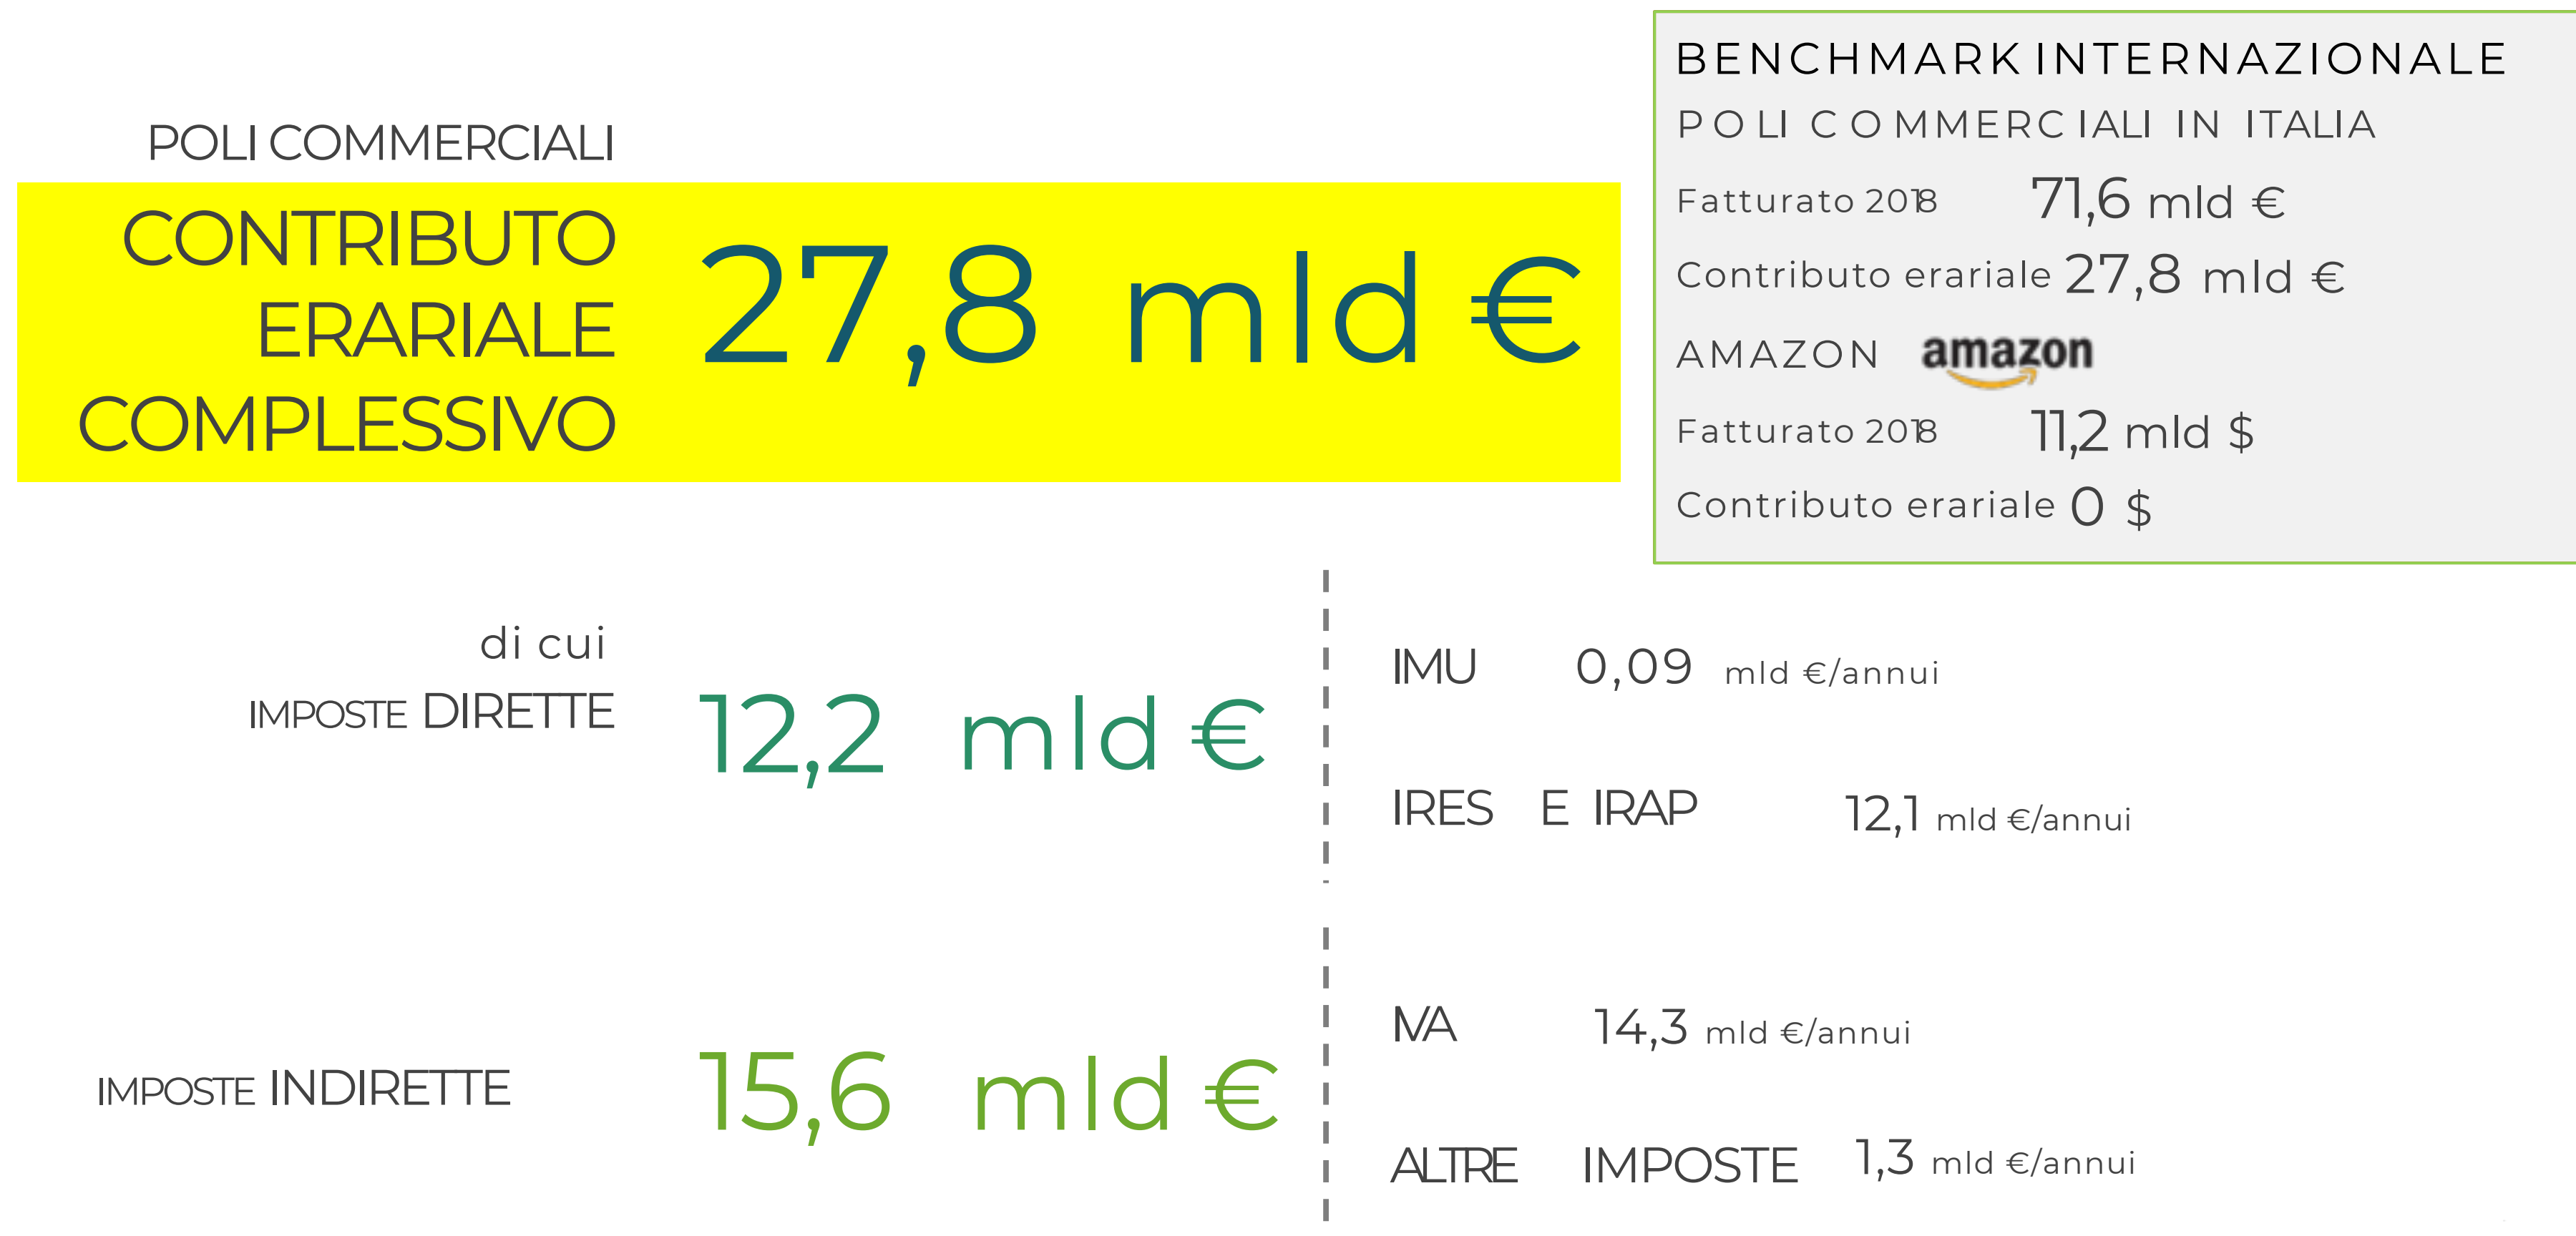 POLI COMMERCIALI
CONTRIBUTO
ERARIALE
COMPLESSIVO
27,8 mld €
BENCHMARK INTERNAZIONALE
POLI COMMERCIALI IN ITALIA
Fatturato 2018 71,6 mld €
Contributo erariale 27,8 mld €
AMAZON amazon
Fatturato 2018 11,2 mld $
Contributo erariale 0 $
di cui
IMPOSTE DIRETTE 12,2 mld €
IMU 0,09 mld €/annui
IRES E IRAP 12,1 mld €/annui
IMPOSTE INDIRETTE 15,6 mld €
IVA 14,3 mld €/annui
ALTRE IMPOSTE 1,3 mld €/annui